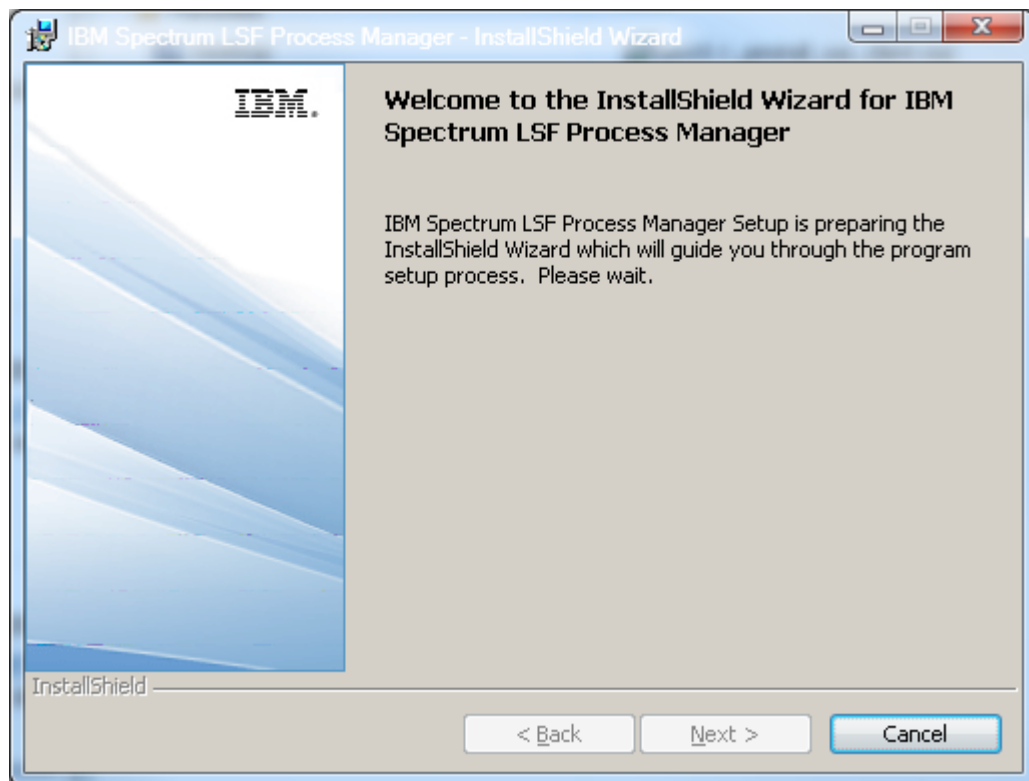 IBM Spectrum LSF Process Manager - InstallShield Wizard
IBM.
Welcome to the InstallShield Wizard for IBM
Spectrum LSF Process Manager
IBM Spectrum LSF Process Manager Setup is preparing the
InstallShield Wizard which will guide you through the program
setup process.  Please wait.
InstallShield
< Back
Next >
Cancel